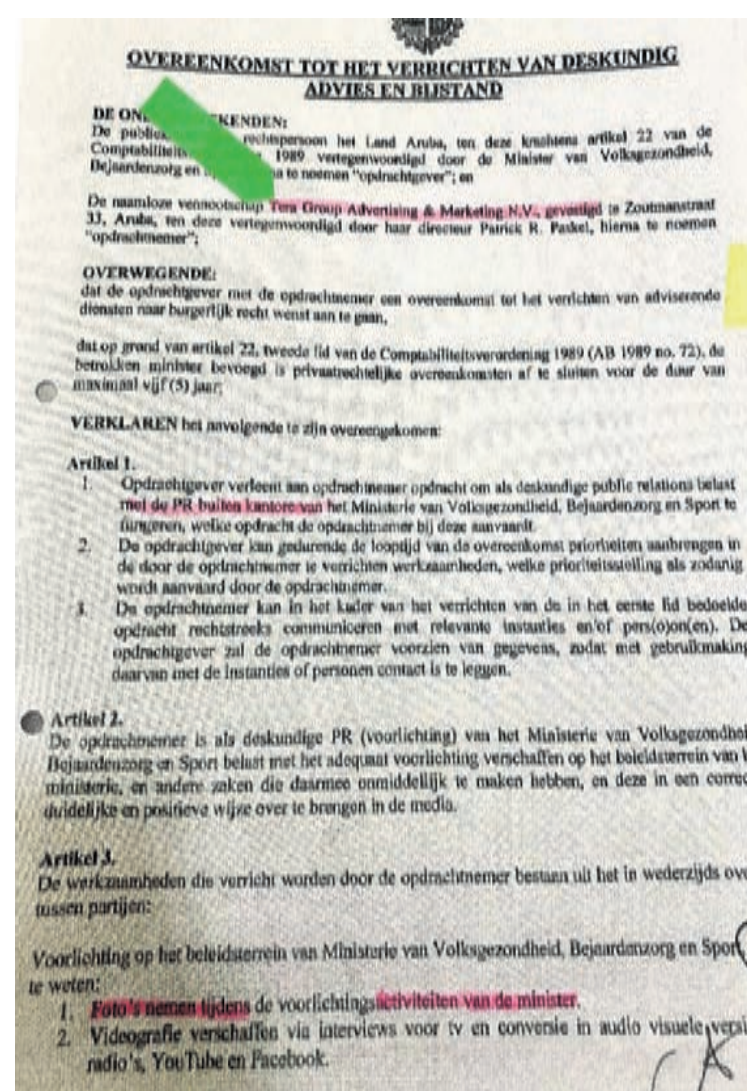 OVEREENKOMST TOT HET VERRICHTEN VAN DESKUNDIG
ADVIES EN BIJSTAND
DE ON KENDEN:
De publiek rechtspersoon het Land Aruba, ten deze krachtens artikel 22 van de
Comptabiliteits 1989 vertegenwoordigd door de Minister van Volksgezondheid,
Bejaardenzorg en na te noemen "opdrachtgever"; en
De naamloze vennootschap Tera Group Advertising & Marketing N.V., gevestigd te Zoutmanstraat
33, Aruba, ten deze vertegenwoordigd door haar directeur Patrick R. Paskel, hierna te noemen
"opdrachtnemer";
OVERWEGENDE:
dat de opdrachtgever met de opdrachtnemer een overeenkomst tot het verrichten van adviserende
diensten naar burgerlijk recht wenst aan te gaan,
dat op grond van artikel 22, tweede lid van de Comptabiliteitsverordening 1989 (AB 1989 no. 72), de
betrokken minister bevoegd is privaatrechtelijke overeenkomsten af te sluiten voor de duur van
maximaal vijf (5) jaar;
VERKLAREN het navolgende te zijn overeengekomen:
Artikel 1.
1. Opdrachtgever verleent aan opdrachtnemer opdracht om als deskundige public relations belast
met de PR buiten kantore van het Ministerie van Volksgezondheid, Bejaardenzorg en Sport te
fungeren, welke opdracht de opdrachtnemer bij deze aanvaardt.
2. De opdrachtgever kan gedurende de looptijd van de overeenkomst prioriteiten aanbrengen in
de door de opdrachtnemer te verrichten werkzaamheden, welke prioriteitsstelling als zodanig
wordt aanvaard door de opdrachtnemer.
3. De opdrachtnemer kan in het kader van het verrichten van de in het eerste lid bedoelde
opdracht rechtstreeks communiceren met relevante instanties en/of pers(o)on(en). De
opdrachtgever zal de opdrachtnemer voorzien van gegevens, zodat met gebruikmaking
daarvan met de instanties of personen contact is te leggen.
Artikel 2.
De opdrachtnemer is als deskundige PR (voorlichting) van het Ministerie van Volksgezondhei
Bejaardenzorg en Sport belast met het adequaat voorlichting verschaffen op het beleidsterrein van
ministerie, en andere zaken die daarmee onmiddellijk te maken hebben, en deze in een correc
duidelijke en positieve wijze over te brengen in de media.
Artikel 3.
De werkzaamheden die verricht worden door de opdrachtnemer bestaan uit het in wederzijds ove
tussen partijen:
Voorlichting op het beleidsterrein van Ministerie van Volksgezondheid, Bejaardenzorg en Sport
te weten:
1. Foto's nemen tijdens de voorlichtingsactiviteiten van de minister.
2. Videografie verschaffen via interviews voor tv en conversie in audio visuele versi
radio's, YouTube en Facebook.